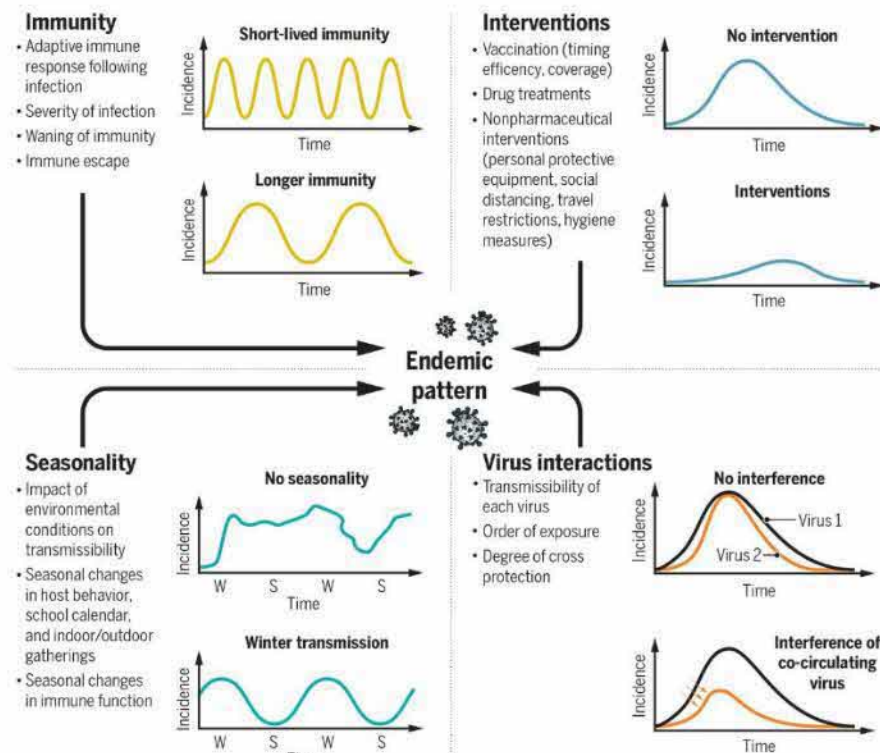 Immunity
• Adaptive immune
response following
infection
• Severity of infection
• Waning of immunity
• Immune escape
Short-lived immunity
Incidence
Time
Longer immunity
Incidence
Time
Interventions
• Vaccination (timing
efficency, coverage)
• Drug treatments
• Nonpharmaceutical
interventions
(personal protective
equipment, social
distancing, travel
restrictions, hygiene
measures)
No intervention
Incidence
Time
Interventions
Incidence
Time
Endemic
pattern
Seasonality
• Impact of
environmental
conditions on
transmissibility
• Seasonal changes
in host behavior,
school calendar,
and indoor/outdoor
gatherings
• Seasonal changes
in immune function
No seasonality
Incidence
W S W S
Time
Winter transmission
Incidence
W S W S
Time
Virus interactions
• Transmissibility of
each virus
• Order of exposure
• Degree of cross
protection
No interference
Incidence
Virus 1
Virus 2
Time
Interference of
co-circulating
virus
Incidence
Time